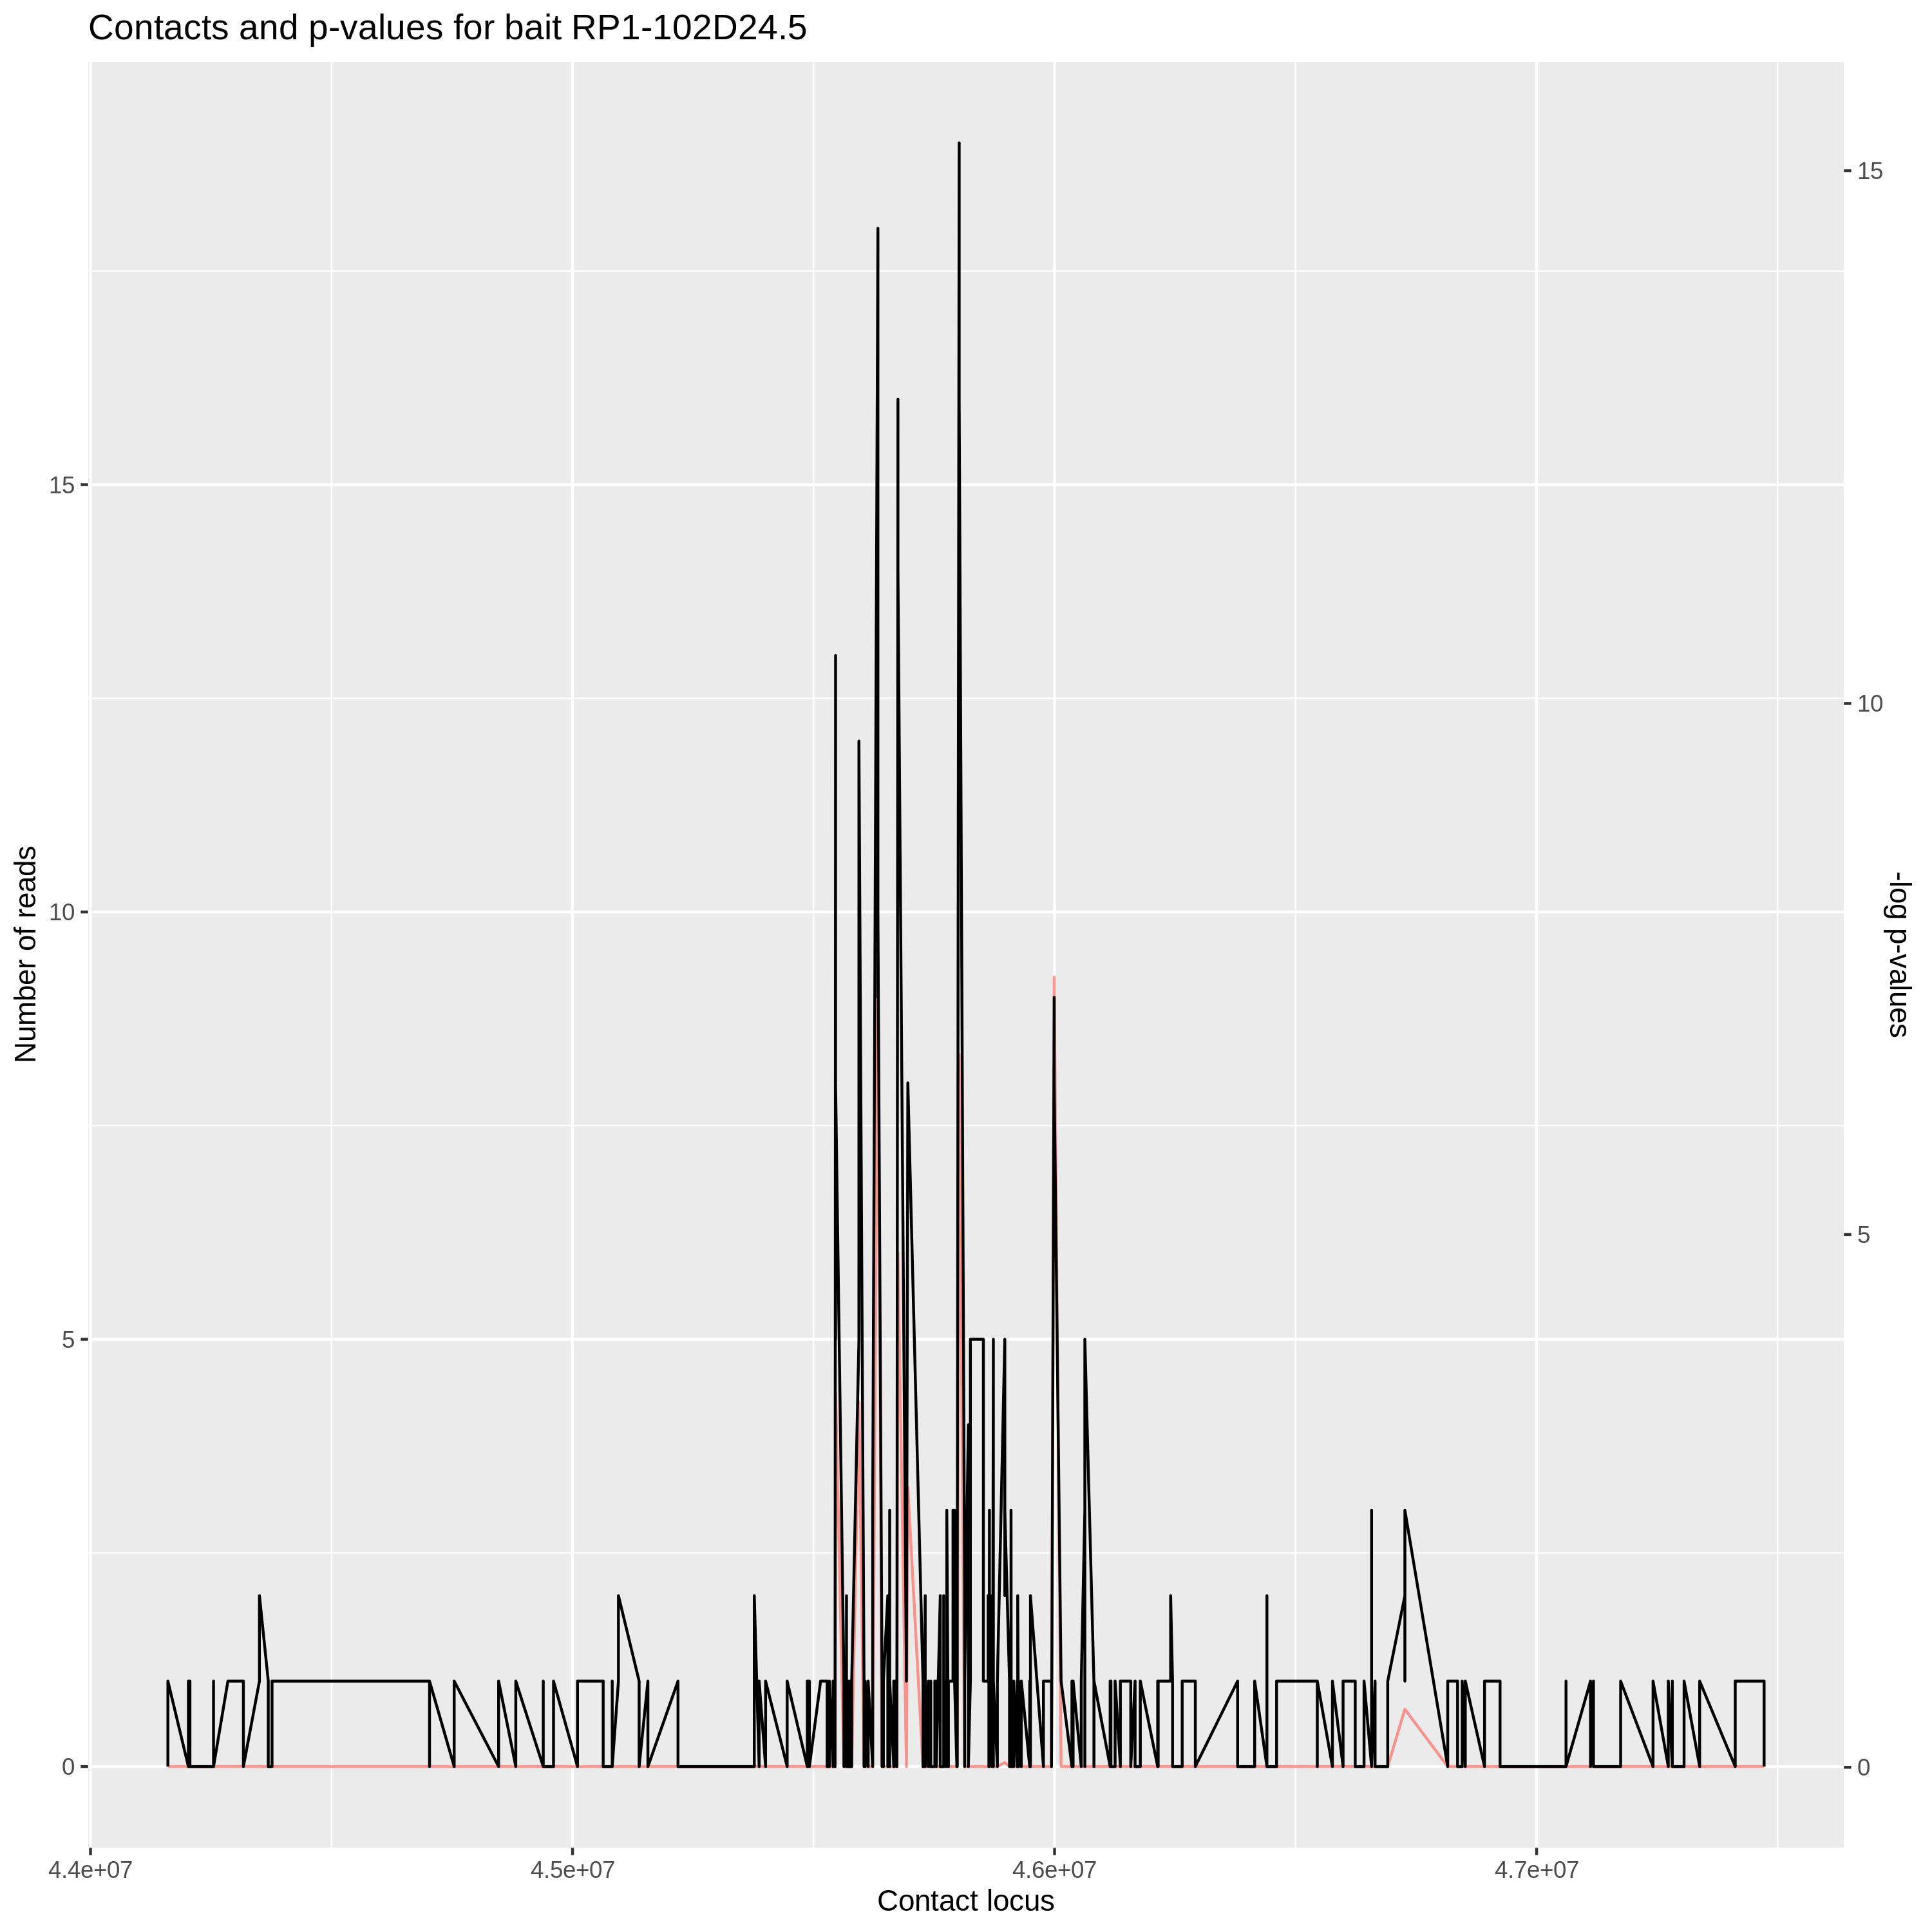 Contacts and p-values for bait RP1-102D24.5
15
10
5
0
Number of reads
15
10
5
0
-log p-values
4.4e+07
4.5e+07
4.6e+07
4.7e+07
Contact locus